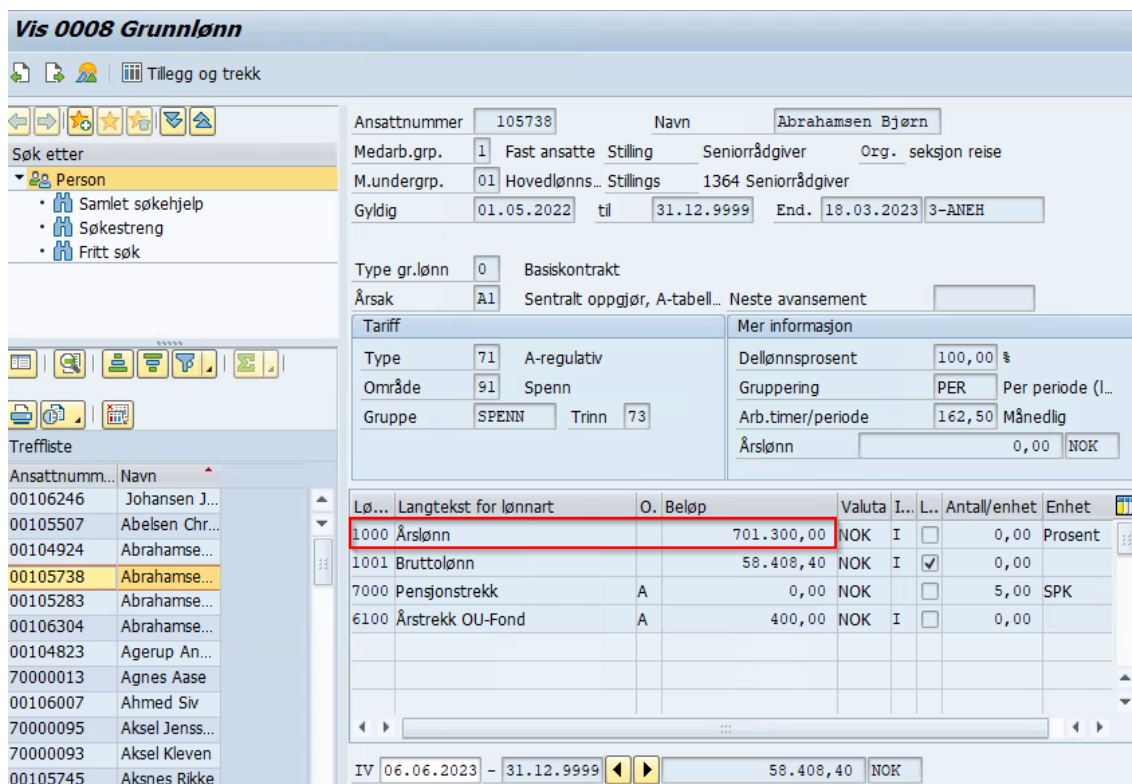 Vis 0008 Grunnlønn
Tillegg og trekk
Søk etter
Person
Samlet søkehjelp
Søkestreng
Fritt søk
Treffliste
Ansattnumm... Navn
00106246 Johansen J...
00105507 Abelsen Chr...
00104924 Abrahamse...
00105738 Abrahamse...
00105283 Abrahamse...
00106304 Abrahamse...
00104823 Agerup An...
70000013 Agnes Aase
00106007 Ahmed Siv
70000095 Aksel Jenss...
70000093 Aksel Kleven
00105745 Aksnes Rikke
Ansattnummer 105738 Navn Abrahamsen Bjørn
Medarb.grp. 1 Fast ansatte Stilling Seniorrådgiver Org. seksjon reise
M.undergrp. 01 Hovedlønns... Stillings 1364 Seniorrådgiver
Gyldig 01.05.2022 til 31.12.9999 End. 18.03.2023 3-ANEH
Type gr.lønn 0 Basiskontrakt
Årsak A1 Sentralt oppgjør, A-tabell... Neste avansement
Tariff
Type 71 A-regulativ
Område 91 Spenn
Gruppe SPENN Trinn 73
Mer informasjon
Dellønnsprosent 100,00 %
Gruppering PER Per periode (l...
Arb.timer/periode 162,50 Månedlig
Årslønn 0,00 NOK
Lø... Langtekst for lønnart O. Beløp Valuta I... L.. Antall/enhet Enhet
1000 Årslønn 701.300,00 NOK I 0,00 Prosent
1001 Bruttolønn 58.408,40 NOK I 0,00
7000 Pensjonstrekk A 0,00 NOK 5,00 SPK
6100 Årstrekk OU-Fond A 400,00 NOK I 0,00
IV 06.06.2023 - 31.12.9999 58.408,40 NOK